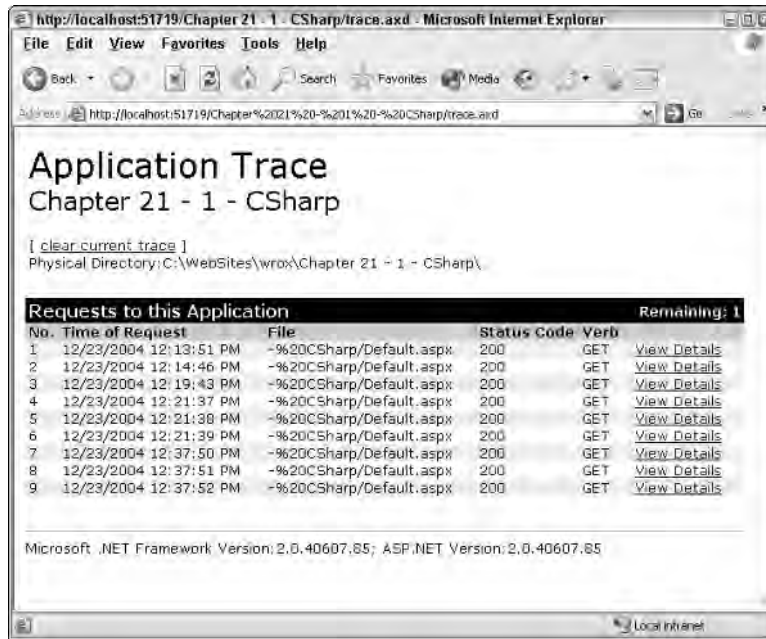 http://localhost:51719/Chapter 21 - 1 - CSharp/trace.axd - Microsoft Internet Explorer
File Edit View Favorites Tools Help
Back Search Favorites Media
Address http://localhost:51719/Chapter%2021%20-%201%20-%20CSharp/trace.axd Go
Application Trace
Chapter 21 - 1 - CSharp
[ clear current trace ]
Physical Directory:C:\WebSites\wrox\Chapter 21 - 1 - CSharp\
Requests to this Application Remaining: 1
No. Time of Request File Status Code Verb
1 12/23/2004 12:13:51 PM -%20CSharp/Default.aspx 200 GET View Details
2 12/23/2004 12:14:46 PM -%20CSharp/Default.aspx 200 GET View Details
3 12/23/2004 12:19:43 PM -%20CSharp/Default.aspx 200 GET View Details
4 12/23/2004 12:21:37 PM -%20CSharp/Default.aspx 200 GET View Details
5 12/23/2004 12:21:38 PM -%20CSharp/Default.aspx 200 GET View Details
6 12/23/2004 12:21:39 PM -%20CSharp/Default.aspx 200 GET View Details
7 12/23/2004 12:37:50 PM -%20CSharp/Default.aspx 200 GET View Details
8 12/23/2004 12:37:51 PM -%20CSharp/Default.aspx 200 GET View Details
9 12/23/2004 12:37:52 PM -%20CSharp/Default.aspx 200 GET View Details
Microsoft .NET Framework Version:2.0.40607.85; ASP.NET Version:2.0.40607.85
Local intranet